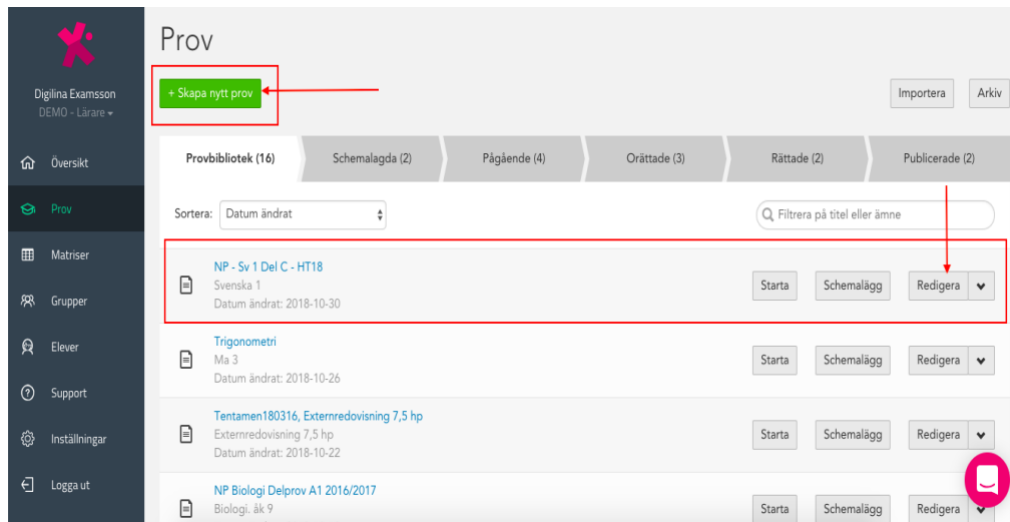 Prov
Digilina Examsson
DEMO - Lärare
+ Skapa nytt prov
Importera
Arkiv
Översikt
Prov
Matriser
Grupper
Elever
Support
Inställningar
Logga ut
Provbibliotek (16)
Schemalagda (2)
Pågående (4)
Orättade (3)
Rättade (2)
Publicerade (2)
Sortera: Datum ändrat
Filtrera på titel eller ämne
NP - Sv 1 Del C - HT18
Svenska 1
Datum ändrat: 2018-10-30
Starta
Schemalägg
Redigera
Trigonometri
Ma 3
Datum ändrat: 2018-10-26
Starta
Schemalägg
Redigera
Tentamen180316, Externredovisning 7,5 hp
Externredovisning 7,5 hp
Datum ändrat: 2018-10-22
Starta
Schemalägg
Redigera
NP Biologi Delprov A1 2016/2017
Biologi. åk 9
Starta
Schemalägg
Redigera